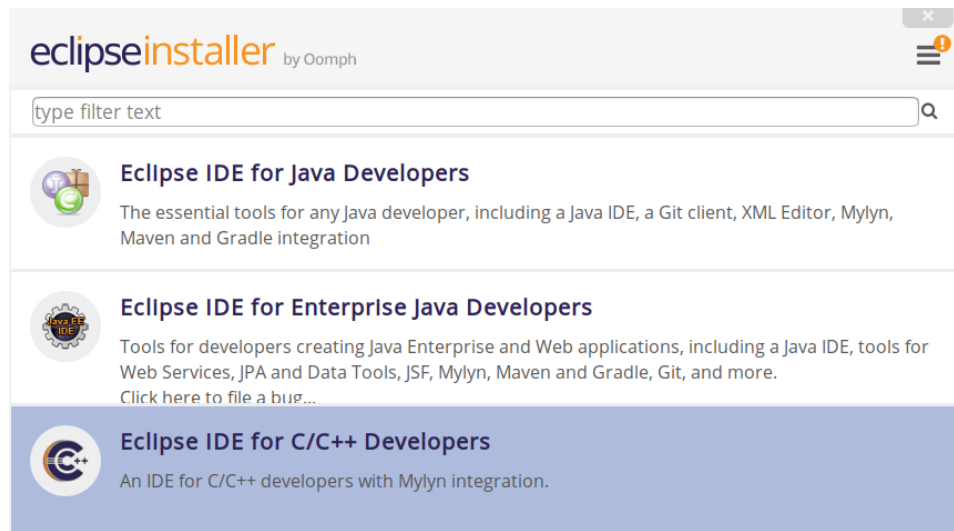 eclipseinstaller by Oomph
type filter text
Eclipse IDE for Java Developers
The essential tools for any Java developer, including a Java IDE, a Git client, XML Editor, Mylyn,
Maven and Gradle integration
Java EE
IDE
Eclipse IDE for Enterprise Java Developers
Tools for developers creating Java Enterprise and Web applications, including a Java IDE, tools for
Web Services, JPA and Data Tools, JSF, Mylyn, Maven and Gradle, Git, and more.
Click here to file a bug...
C++
Eclipse IDE for C/C++ Developers
An IDE for C/C++ developers with Mylyn integration.